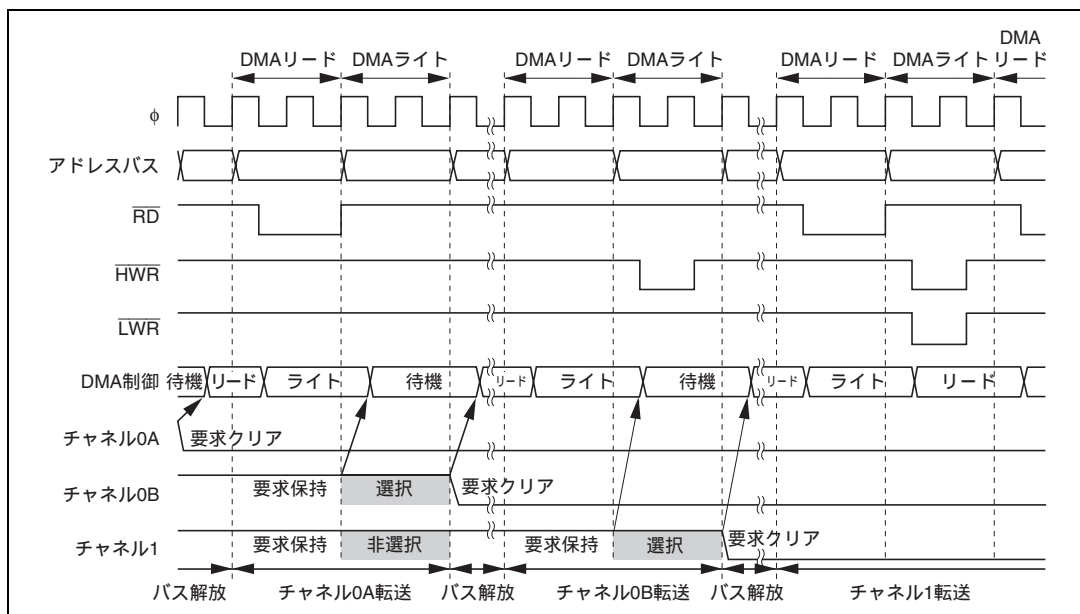 DMA
DMAリード DMAライト DMAリード DMAライト DMAリード DMAライト リード
φ
アドレスバス
RD
HWR
LWR
DMA制御 待機 リード ライト 待機 リード ライト 待機 リード ライト リード
チャネル0A 要求クリア
チャネル0B 要求保持 選択 要求クリア
チャネル1 要求保持 非選択 要求保持 選択 要求クリア
バス解放 チャネル0A転送 バス解放 チャネル0B転送 バス解放 チャネル1転送